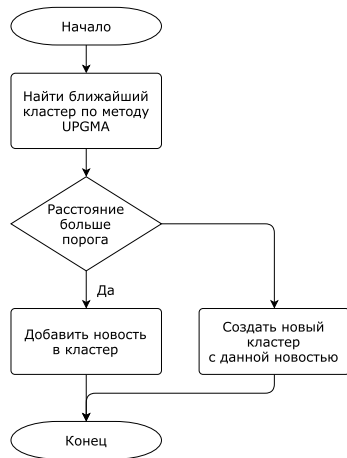 Начало
Найти ближайший
кластер по методу
UPGMA
Расстояние
больше
порога
Да
Добавить новость
в кластер
Создать новый
кластер
с данной новостью
Конец